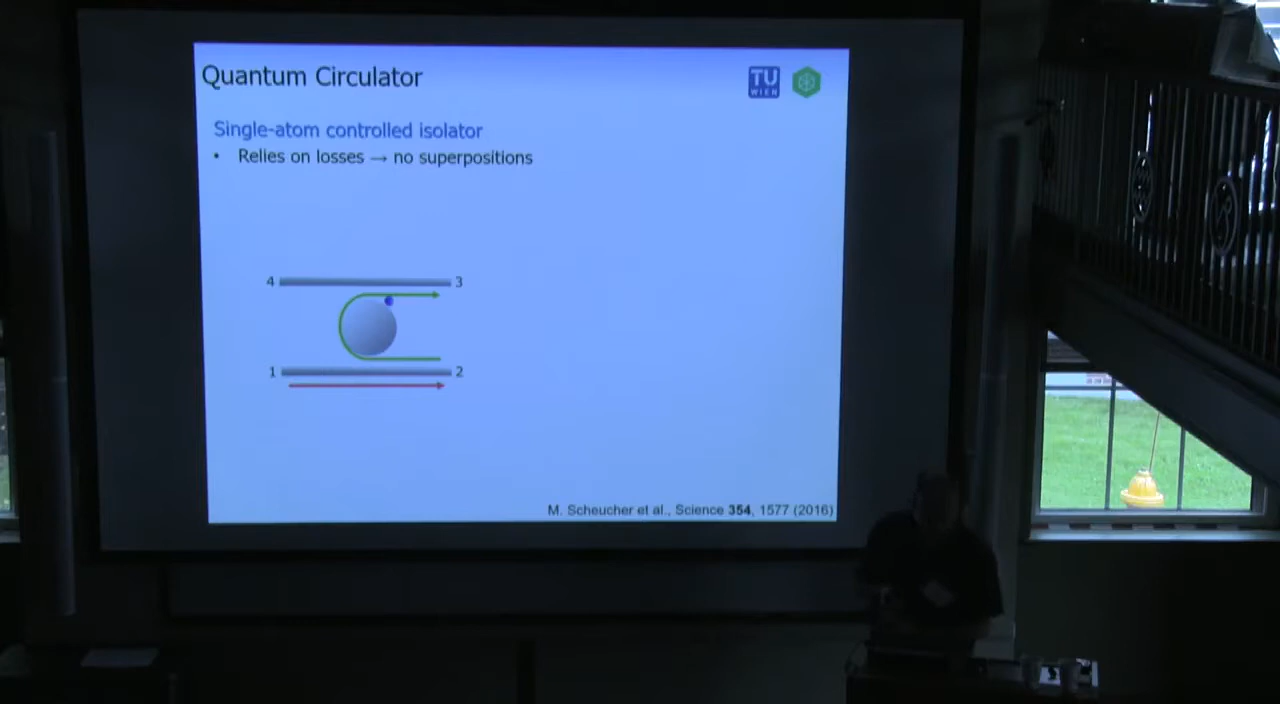 Quantum Circulator
TU
WIEN
Single-atom controlled isolator
• Relies on losses → no superpositions
4 3
1 2
M. Scheucher et al., Science 354, 1577 (2016)